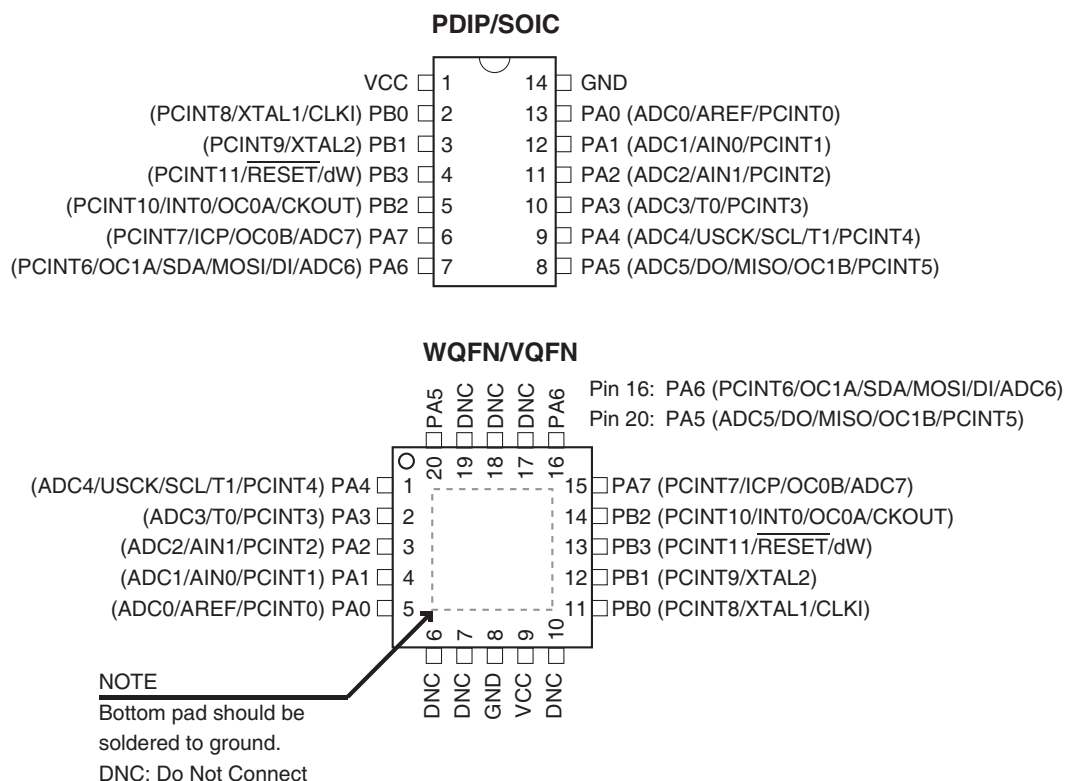 PDIP/SOIC
VCC 1 14 GND
(PCINT8/XTAL1/CLKI) PB0 2 13 PA0 (ADC0/AREF/PCINT0)
(PCINT9/XTAL2) PB1 3 12 PA1 (ADC1/AIN0/PCINT1)
(PCINT11/RESET/dW) PB3 4 11 PA2 (ADC2/AIN1/PCINT2)
(PCINT10/INT0/OC0A/CKOUT) PB2 5 10 PA3 (ADC3/T0/PCINT3)
(PCINT7/ICP/OC0B/ADC7) PA7 6 9 PA4 (ADC4/USCK/SCL/T1/PCINT4)
(PCINT6/OC1A/SDA/MOSI/DI/ADC6) PA6 7 8 PA5 (ADC5/DO/MISO/OC1B/PCINT5)
WQFN/VQFN
Pin 16: PA6 (PCINT6/OC1A/SDA/MOSI/DI/ADC6)
Pin 20: PA5 (ADC5/DO/MISO/OC1B/PCINT5)
PA5 DNC DNC DNC PA6
20 19 18 17 16
(ADC4/USCK/SCL/T1/PCINT4) PA4 1 15 PA7 (PCINT7/ICP/OC0B/ADC7)
(ADC3/T0/PCINT3) PA3 2 14 PB2 (PCINT10/INT0/OC0A/CKOUT)
(ADC2/AIN1/PCINT2) PA2 3 13 PB3 (PCINT11/RESET/dW)
(ADC1/AIN0/PCINT1) PA1 4 12 PB1 (PCINT9/XTAL2)
(ADC0/AREF/PCINT0) PA0 5 11 PB0 (PCINT8/XTAL1/CLKI)
6 7 8 9 10
DNC DNC GND VCC DNC
NOTE
Bottom pad should be
soldered to ground.
DNC: Do Not Connect